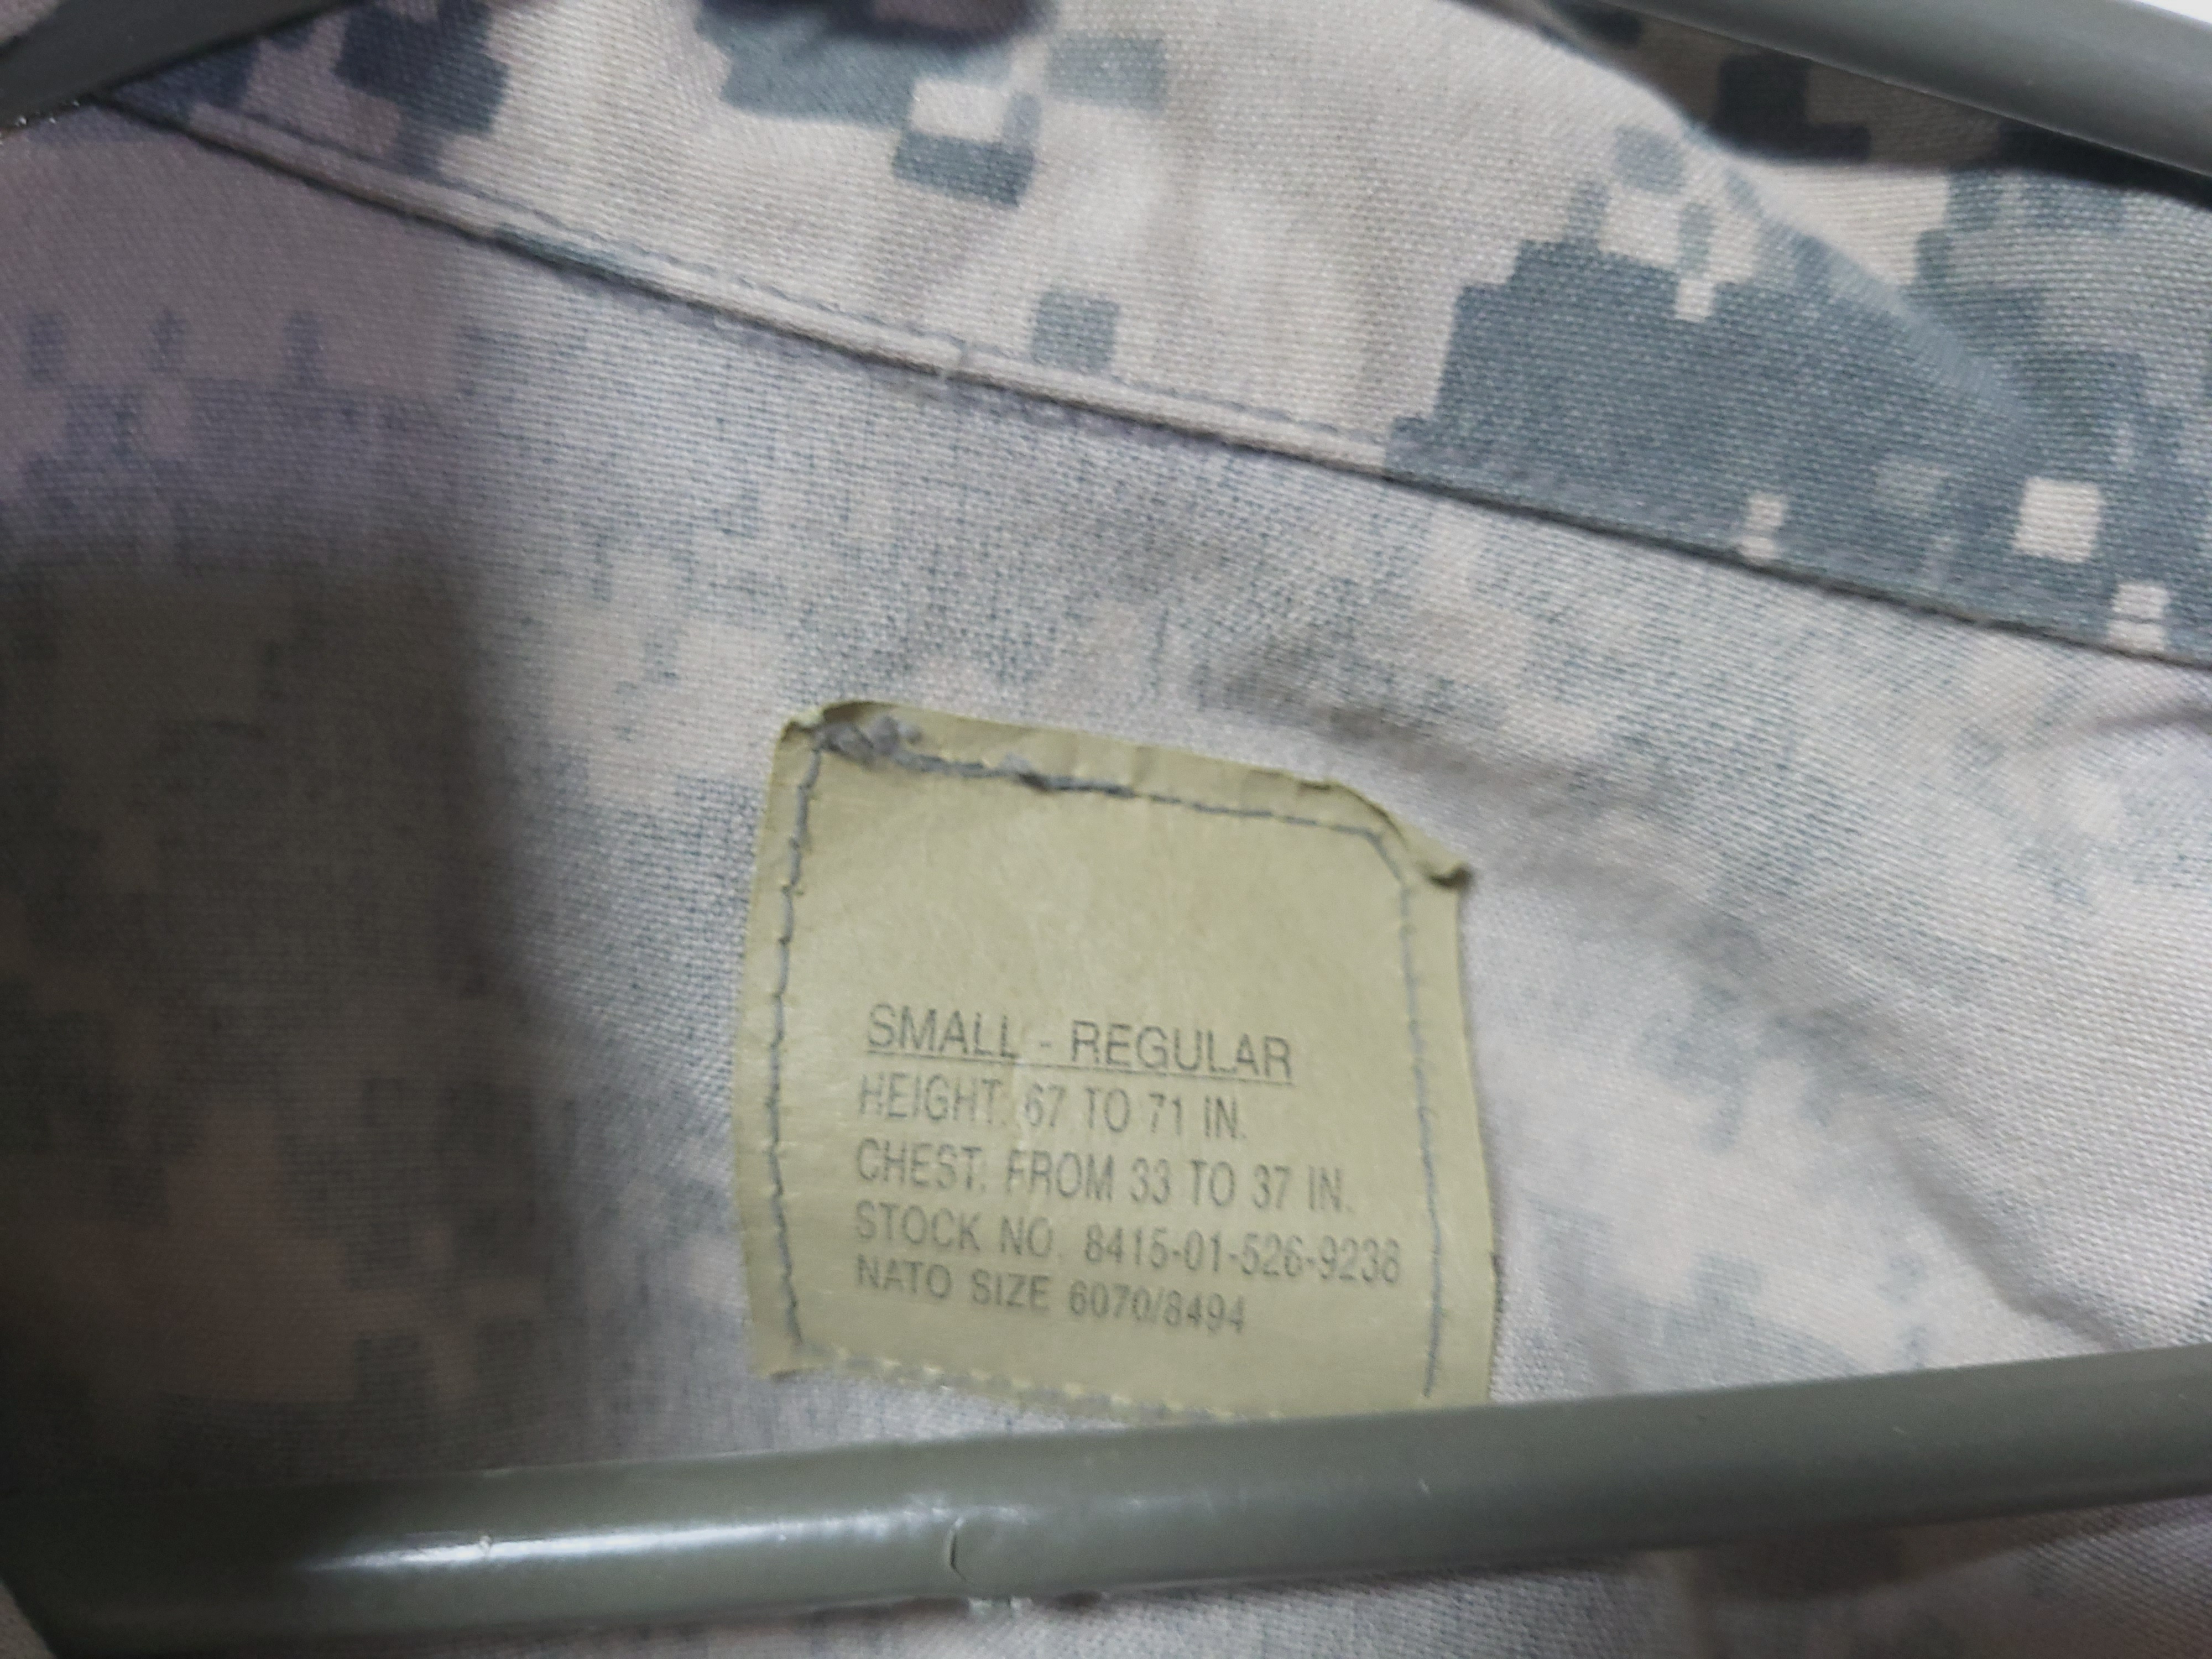 SMALL - REGULAR
HEIGHT: 67 TO 71 IN.
CHEST: FROM 33 TO 37 IN.
STOCK NO. 8415-01-526-9238
NATO SIZE 6070/8494